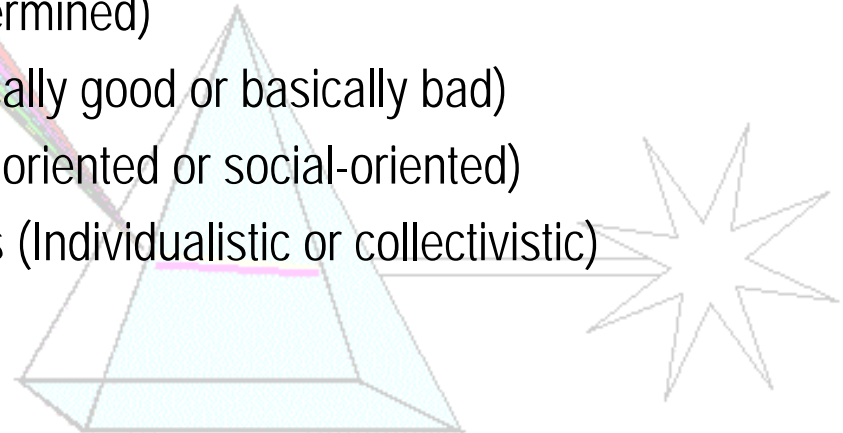 ermined)
ally good or basically bad)
oriented or social-oriented)
s (Individualistic or collectivistic)